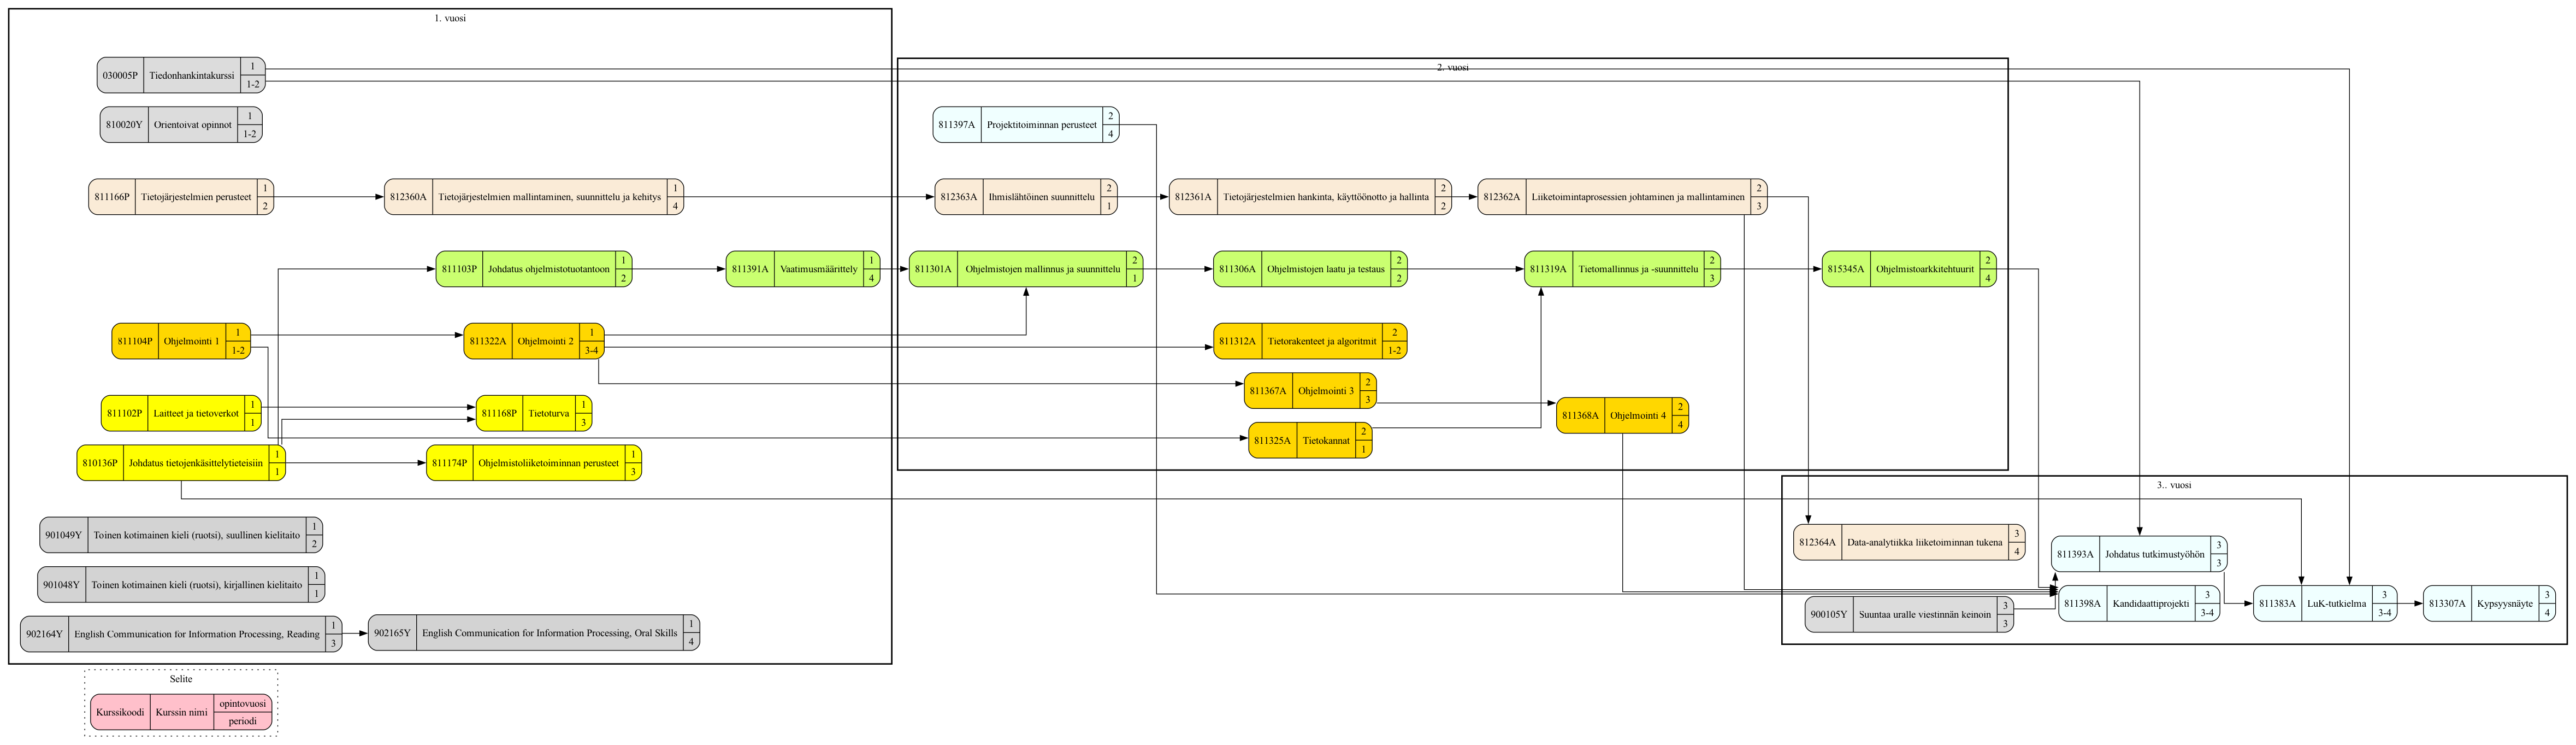 1. vuosi
030005P Tiedonhankintakurssi 1 1-2
810020Y Orientoivat opinnot 1 1-2
811166P Tietojärjestelmien perusteet 1 2
812360A Tietojärjestelmien mallintaminen, suunnittelu ja kehitys 1 4
811103P Johdatus ohjelmistotuotantoon 1 2
811391A Vaatimusmäärittely 1 4
811104P Ohjelmointi 1 1 1-2
811322A Ohjelmointi 2 1 3-4
811102P Laitteet ja tietoverkot 1 1
811168P Tietoturva 1 3
810136P Johdatus tietojenkäsittelytieteisiin 1 1
811174P Ohjelmistoliiketoiminnan perusteet 1 3
901049Y Toinen kotimainen kieli (ruotsi), suullinen kielitaito 1 2
901048Y Toinen kotimainen kieli (ruotsi), kirjallinen kielitaito 1 1
902164Y English Communication for Information Processing, Reading 1 3
902165Y English Communication for Information Processing, Oral Skills 1 4
2. vuosi
811397A Projektitoiminnan perusteet 2 4
812363A Ihmislähtöinen suunnittelu 2 1
812361A Tietojärjestelmien hankinta, käyttöönotto ja hallinta 2 2
812362A Liiketoimintaprosessien johtaminen ja mallintaminen 2 3
811301A Ohjelmistojen mallinnus ja suunnittelu 2 1
811306A Ohjelmistojen laatu ja testaus 2 2
811319A Tietomallinnus ja -suunnittelu 2 3
815345A Ohjelmistoarkkitehtuurit 2 4
811312A Tietorakenteet ja algoritmit 2 1-2
811367A Ohjelmointi 3 2 3
811368A Ohjelmointi 4 2 4
811325A Tietokannat 2 1
3.. vuosi
812364A Data-analytiikka liiketoiminnan tukena 3 4
811393A Johdatus tutkimustyöhön 3 3
900105Y Suuntaa uralle viestinnän keinoin 3 3
811398A Kandidaattiprojekti 3 3-4
811383A LuK-tutkielma 3 3-4
813307A Kypsyysnäyte 3 4
Selite
Kurssikoodi Kurssin nimi opintovuosi periodi